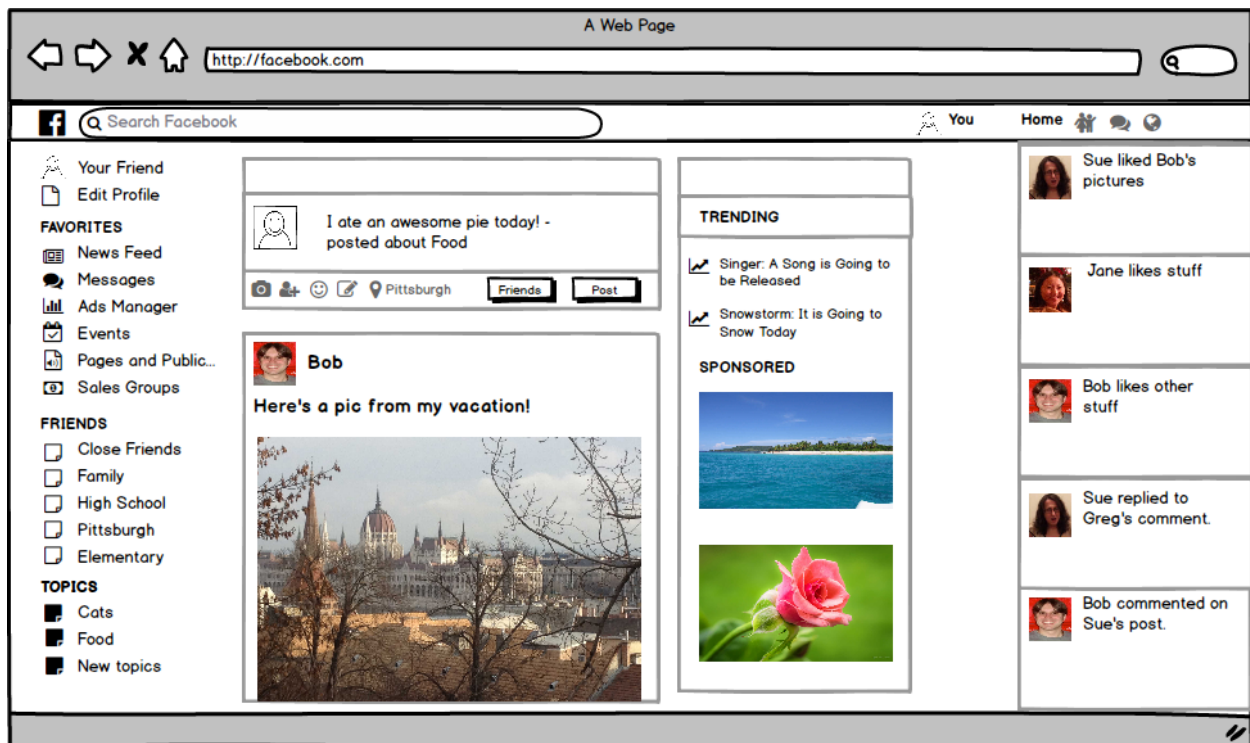 A Web Page
http://facebook.com
f
Search Facebook
You
Home
Your Friend
Edit Profile
FAVORITES
News Feed
Messages
Ads Manager
Events
Pages and Public...
Sales Groups
FRIENDS
Close Friends
Family
High School
Pittsburgh
Elementary
TOPICS
Cats
Food
New topics
I ate an awesome pie today! -
posted about Food
Pittsburgh
Friends
Post
Bob
Here's a pic from my vacation!
TRENDING
Singer: A Song is Going to
be Released
Snowstorm: It is Going to
Snow Today
SPONSORED
Sue liked Bob's
pictures
Jane likes stuff
Bob likes other
stuff
Sue replied to
Greg's comment.
Bob commented on
Sue's post.